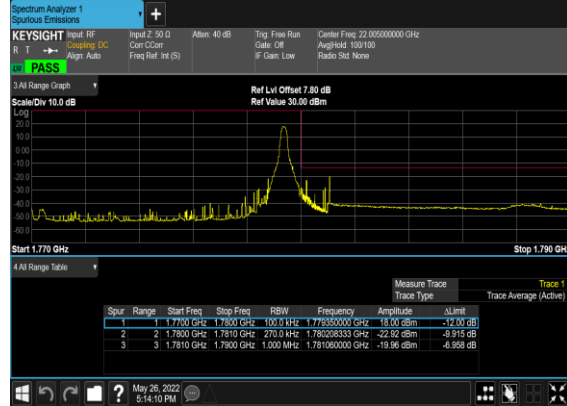 Spectrum Analyzer 1
Spurious Emissions
+
KEYSIGHT
R T
Input: RF
Coupling: DC
Align: Auto
Input Z: 50 Ω
Corr CCorr
Freq Ref: Int (S)
Atten: 40 dB
Trig: Free Run
Gate: Off
IF Gain: Low
Center Freq: 22.005000000 GHz
Avg|Hold: 100/100
Radio Std: None
PASS
3 All Range Graph
Scale/Div 10.0 dB
Ref Lvl Offset 7.80 dB
Ref Value 30.00 dBm
Log
20.0
10.0
0.00
-10.0
-20.0
-30.0
-40.0
-50.0
-60.0
Start 1.770 GHz
Stop 1.790 GH
4 All Range Table
Measure Trace Trace 1
Trace Type Trace Average (Active)
Spur Range Start Freq Stop Freq RBW Frequency Amplitude ΔLimit
1 1 1.7700 GHz 1.7800 GHz 100.0 kHz 1.779350000 GHz 18.00 dBm -12.00 dB
2 2 1.7800 GHz 1.7810 GHz 270.0 kHz 1.780208333 GHz -22.92 dBm -9.915 dB
3 3 1.7810 GHz 1.7900 GHz 1.000 MHz 1.781060000 GHz -19.96 dBm -6.958 dB
?
May 26, 2022
5:14:10 PM